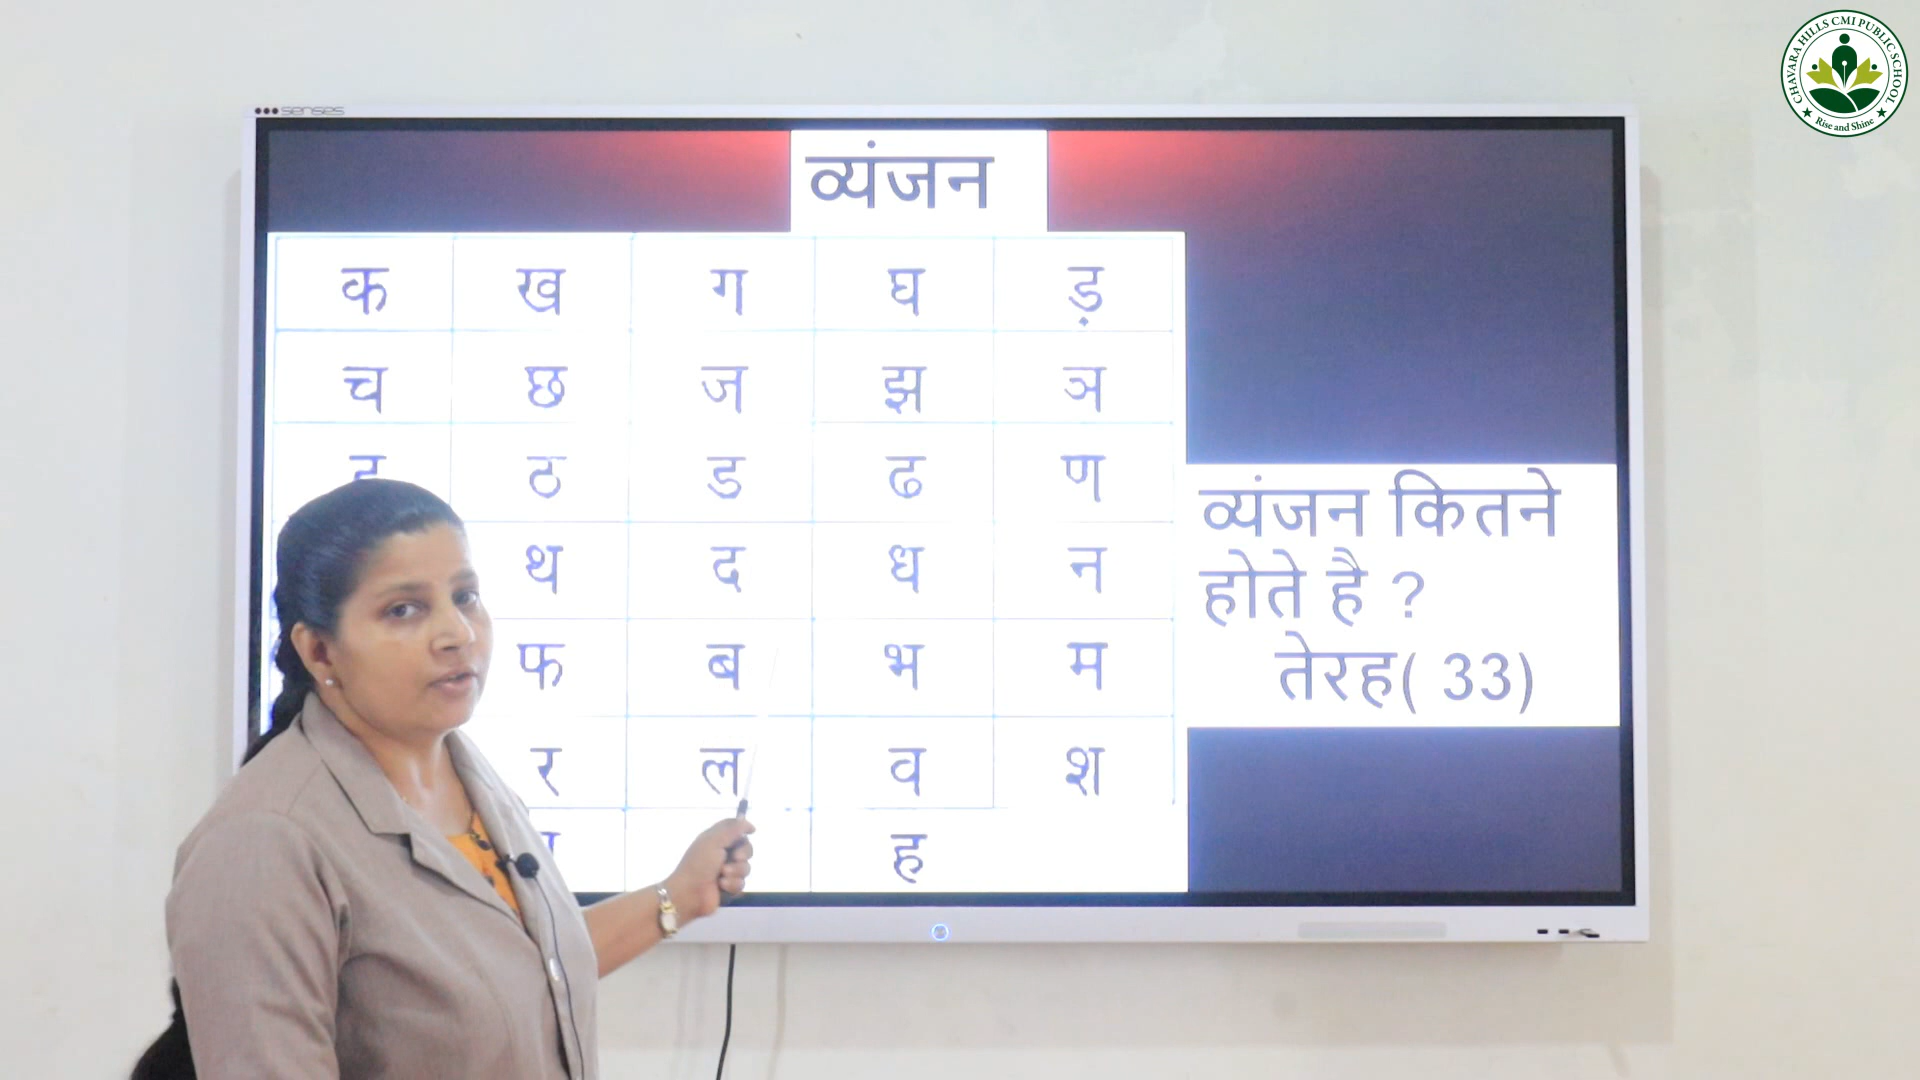 senses
CHAVARA HILLS CMI PUBLIC SCHOOL
Rise and Shine
व्यंजन
क ख ग घ ड़
च छ ज झ ञ
ठ ड ढ ण
थ द ध न
फ ब भ म
र ल व श
ह
व्यंजन कितने
होते है ?
तेरह( 33)